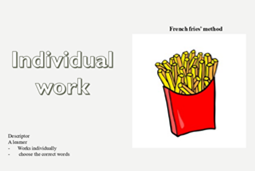 French fries' method
Individual
work
Descriptor
A learner
- Works individually
- choose the correct words